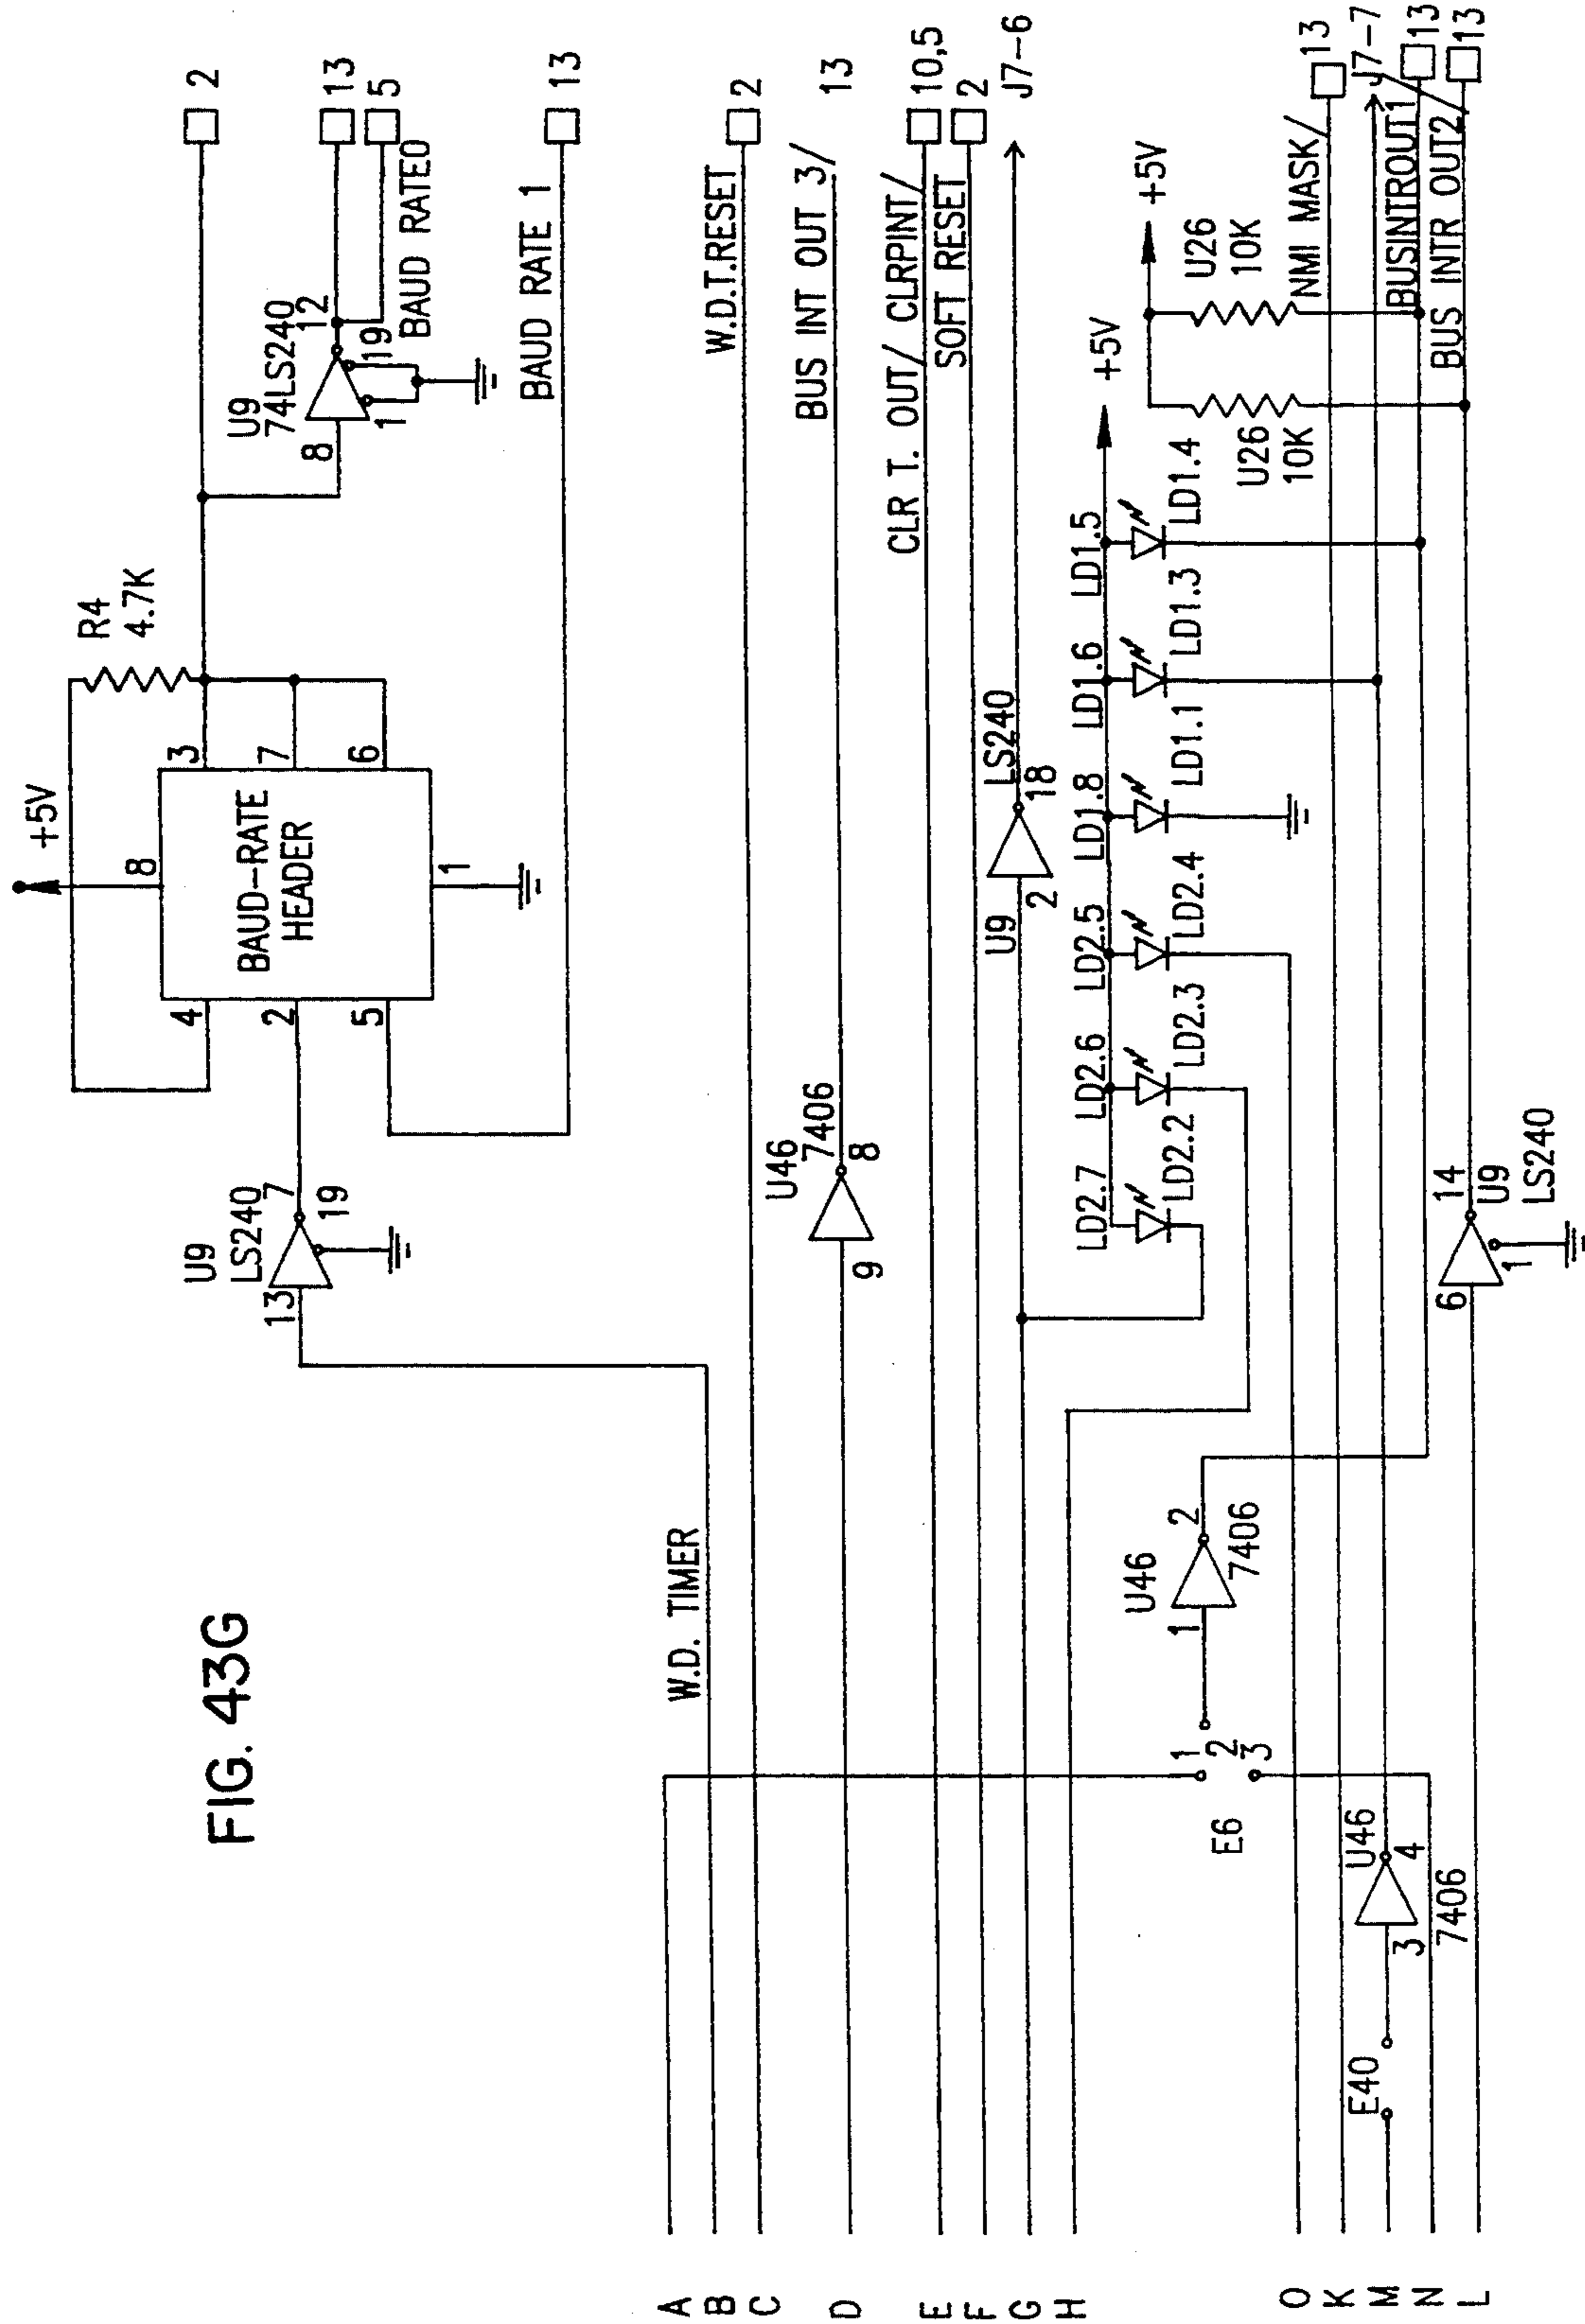 FIG. 43G
+5V
R4
4.7K
8
BAUD-RATE
HEADER
1
4
2
5
3
7
6
U9
LS240
13
7
19
U9
74LS240
8
12
19
1
2
13
5
BAUD RATE0
BAUD RATE 1
13
W.D. TIMER
W.D.T.RESET
2
U46
7406
9
8
BUS INT OUT 3/
13
CLR T. OUT/ CLRPINT/
10,5
SOFT RESET
2
U9
LS240
2
18
J7-6
+5V
LD2.7
LD2.6
LD2.5
LD1.8
LD1.6
LD1.5
LD2.2
LD2.3
LD2.4
LD1.1
LD1.3
LD1.4
+5V
U26
10K
U26
10K
NMI MASK/
13
J7-7
BUSINTROUT1/
13
BUS INTR OUT2/
13
U46
7406
1
2
1
2
3
E6
E40
U46
3
4
7406
6
14
U9
LS240
1
A
B
C
D
E
F
G
H
O
K
M
N
L